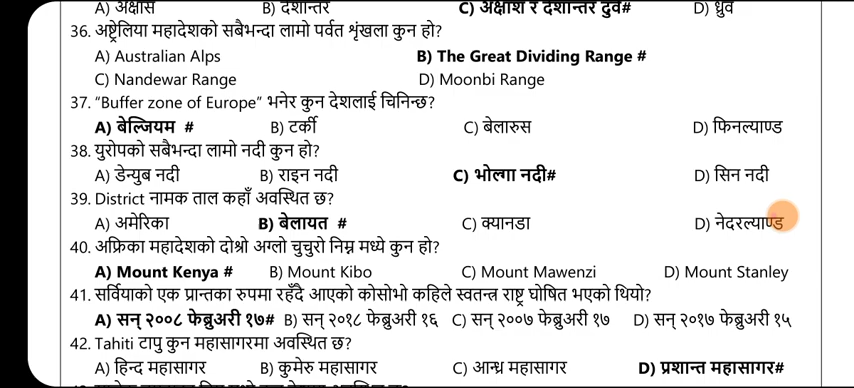 A) अक्षांस B) देशान्तर C) अक्षांश र देशान्तर दुवै# D) ध्रुव
36. अष्ट्रेलिया महादेशको सबैभन्दा लामो पर्वत शृंखला कुन हो?
A) Australian Alps B) The Great Dividing Range #
C) Nandewar Range D) Moonbi Range
37. "Buffer zone of Europe" भनेर कुन देशलाई चिनिन्छ?
A) बेल्जियम # B) टर्की C) बेलारुस D) फिनल्याण्ड
38. युरोपको सबैभन्दा लामो नदी कुन हो?
A) डेन्युब नदी B) राइन नदी C) भोल्गा नदी# D) सिन नदी
39. District नामक ताल कहाँ अवस्थित छ?
A) अमेरिका B) बेलायत # C) क्यानडा D) नेदरल्याण्ड
40. अफ्रिका महादेशको दोश्रो अग्लो चुचुरो निम्न मध्ये कुन हो?
A) Mount Kenya # B) Mount Kibo C) Mount Mawenzi D) Mount Stanley
41. सर्वियाको एक प्रान्तका रुपमा रहँदै आएको कोसोभो कहिले स्वतन्त्र राष्ट्र घोषित भएको थियो?
A) सन् २००८ फेब्रुअरी १७# B) सन् २०१८ फेब्रुअरी १६ C) सन् २००७ फेब्रुअरी १७ D) सन् २०१७ फेब्रुअरी १५
42. Tahiti टापु कुन महासागरमा अवस्थित छ?
A) हिन्द महासागर B) कुमेरु महासागर C) आन्ध्र महासागर D) प्रशान्त महासागर#